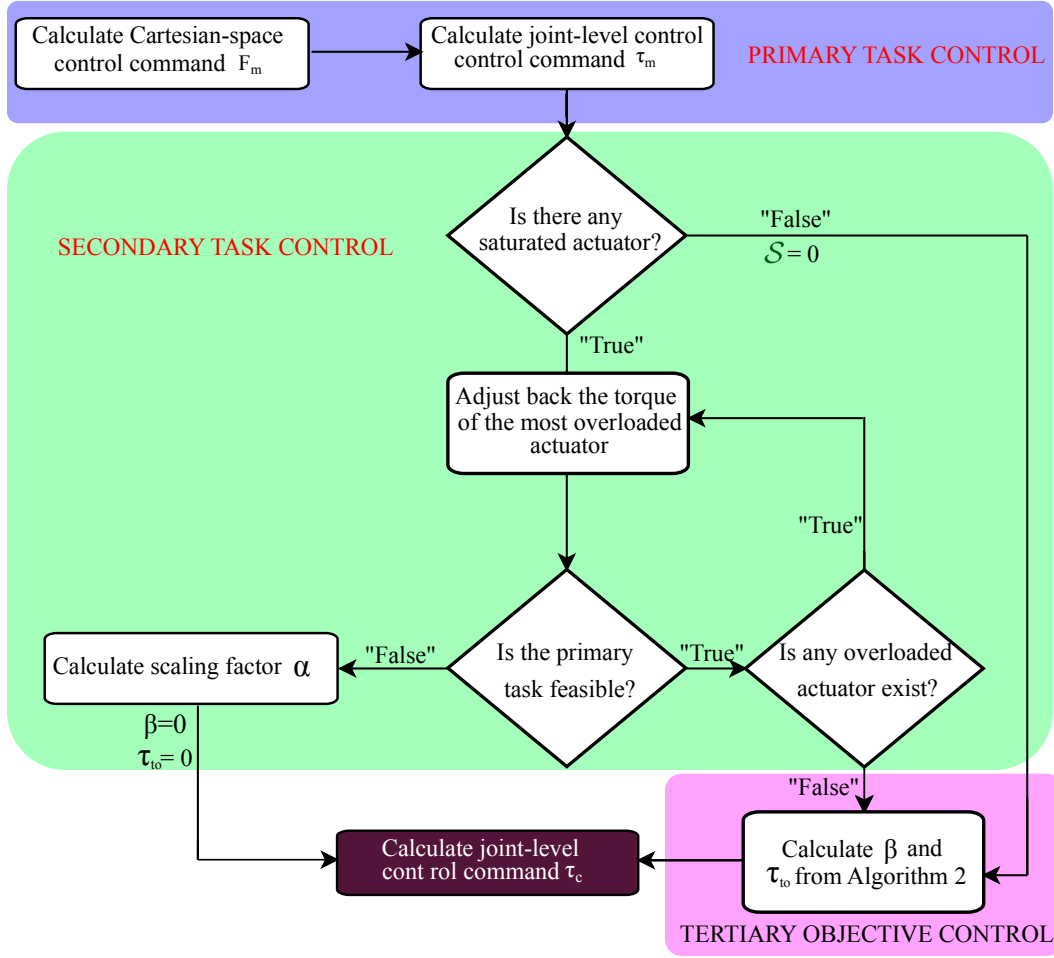 Calculate Cartesian-space
control command F_m
Calculate joint-level control
control command τ_m
PRIMARY TASK CONTROL
Is there any
saturated actuator?
"False"
𝒮 = 0
SECONDARY TASK CONTROL
"True"
Adjust back the torque
of the most overloaded
actuator
"True"
Calculate scaling factor α
"False"
Is the primary
task feasible?
"True"
Is any overloaded
actuator exist?
β=0
τ_to= 0
"False"
Calculate joint-level
cont rol command τ_c
Calculate β and
τ_to from Algorithm 2
TERTIARY OBJECTIVE CONTROL